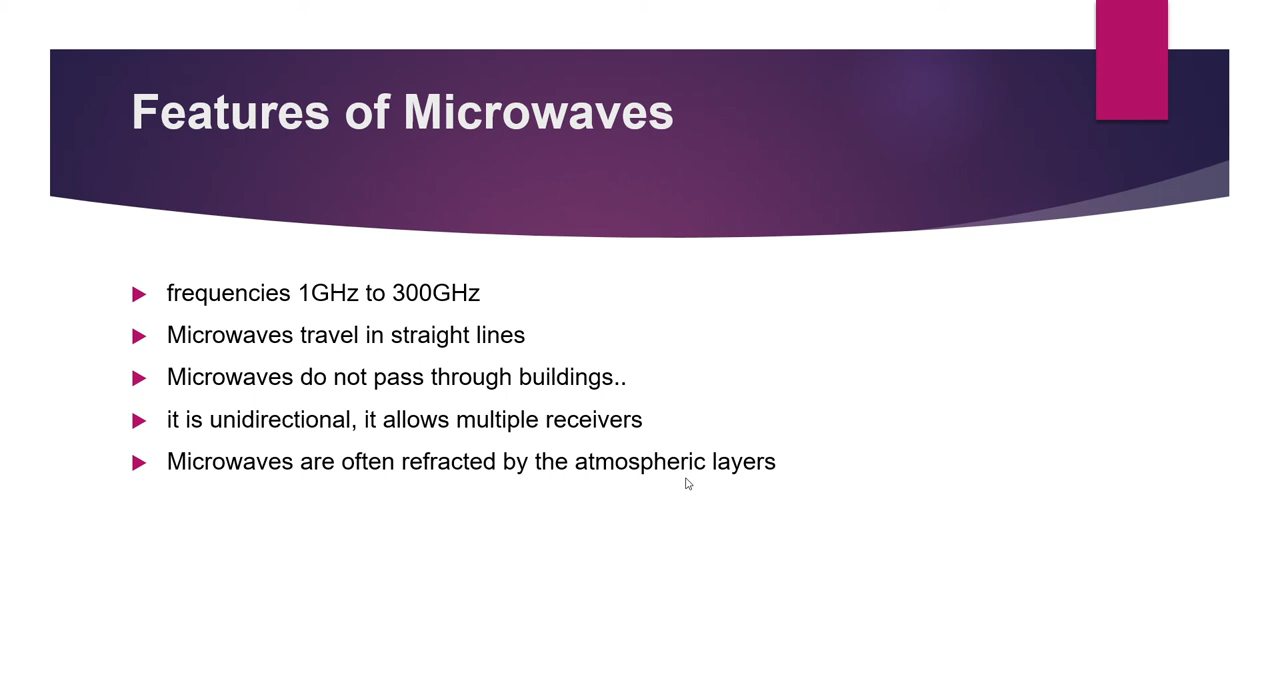 Features of Microwaves
frequencies 1GHz to 300GHz
Microwaves travel in straight lines
Microwaves do not pass through buildings..
it is unidirectional, it allows multiple receivers
Microwaves are often refracted by the atmospheric layers